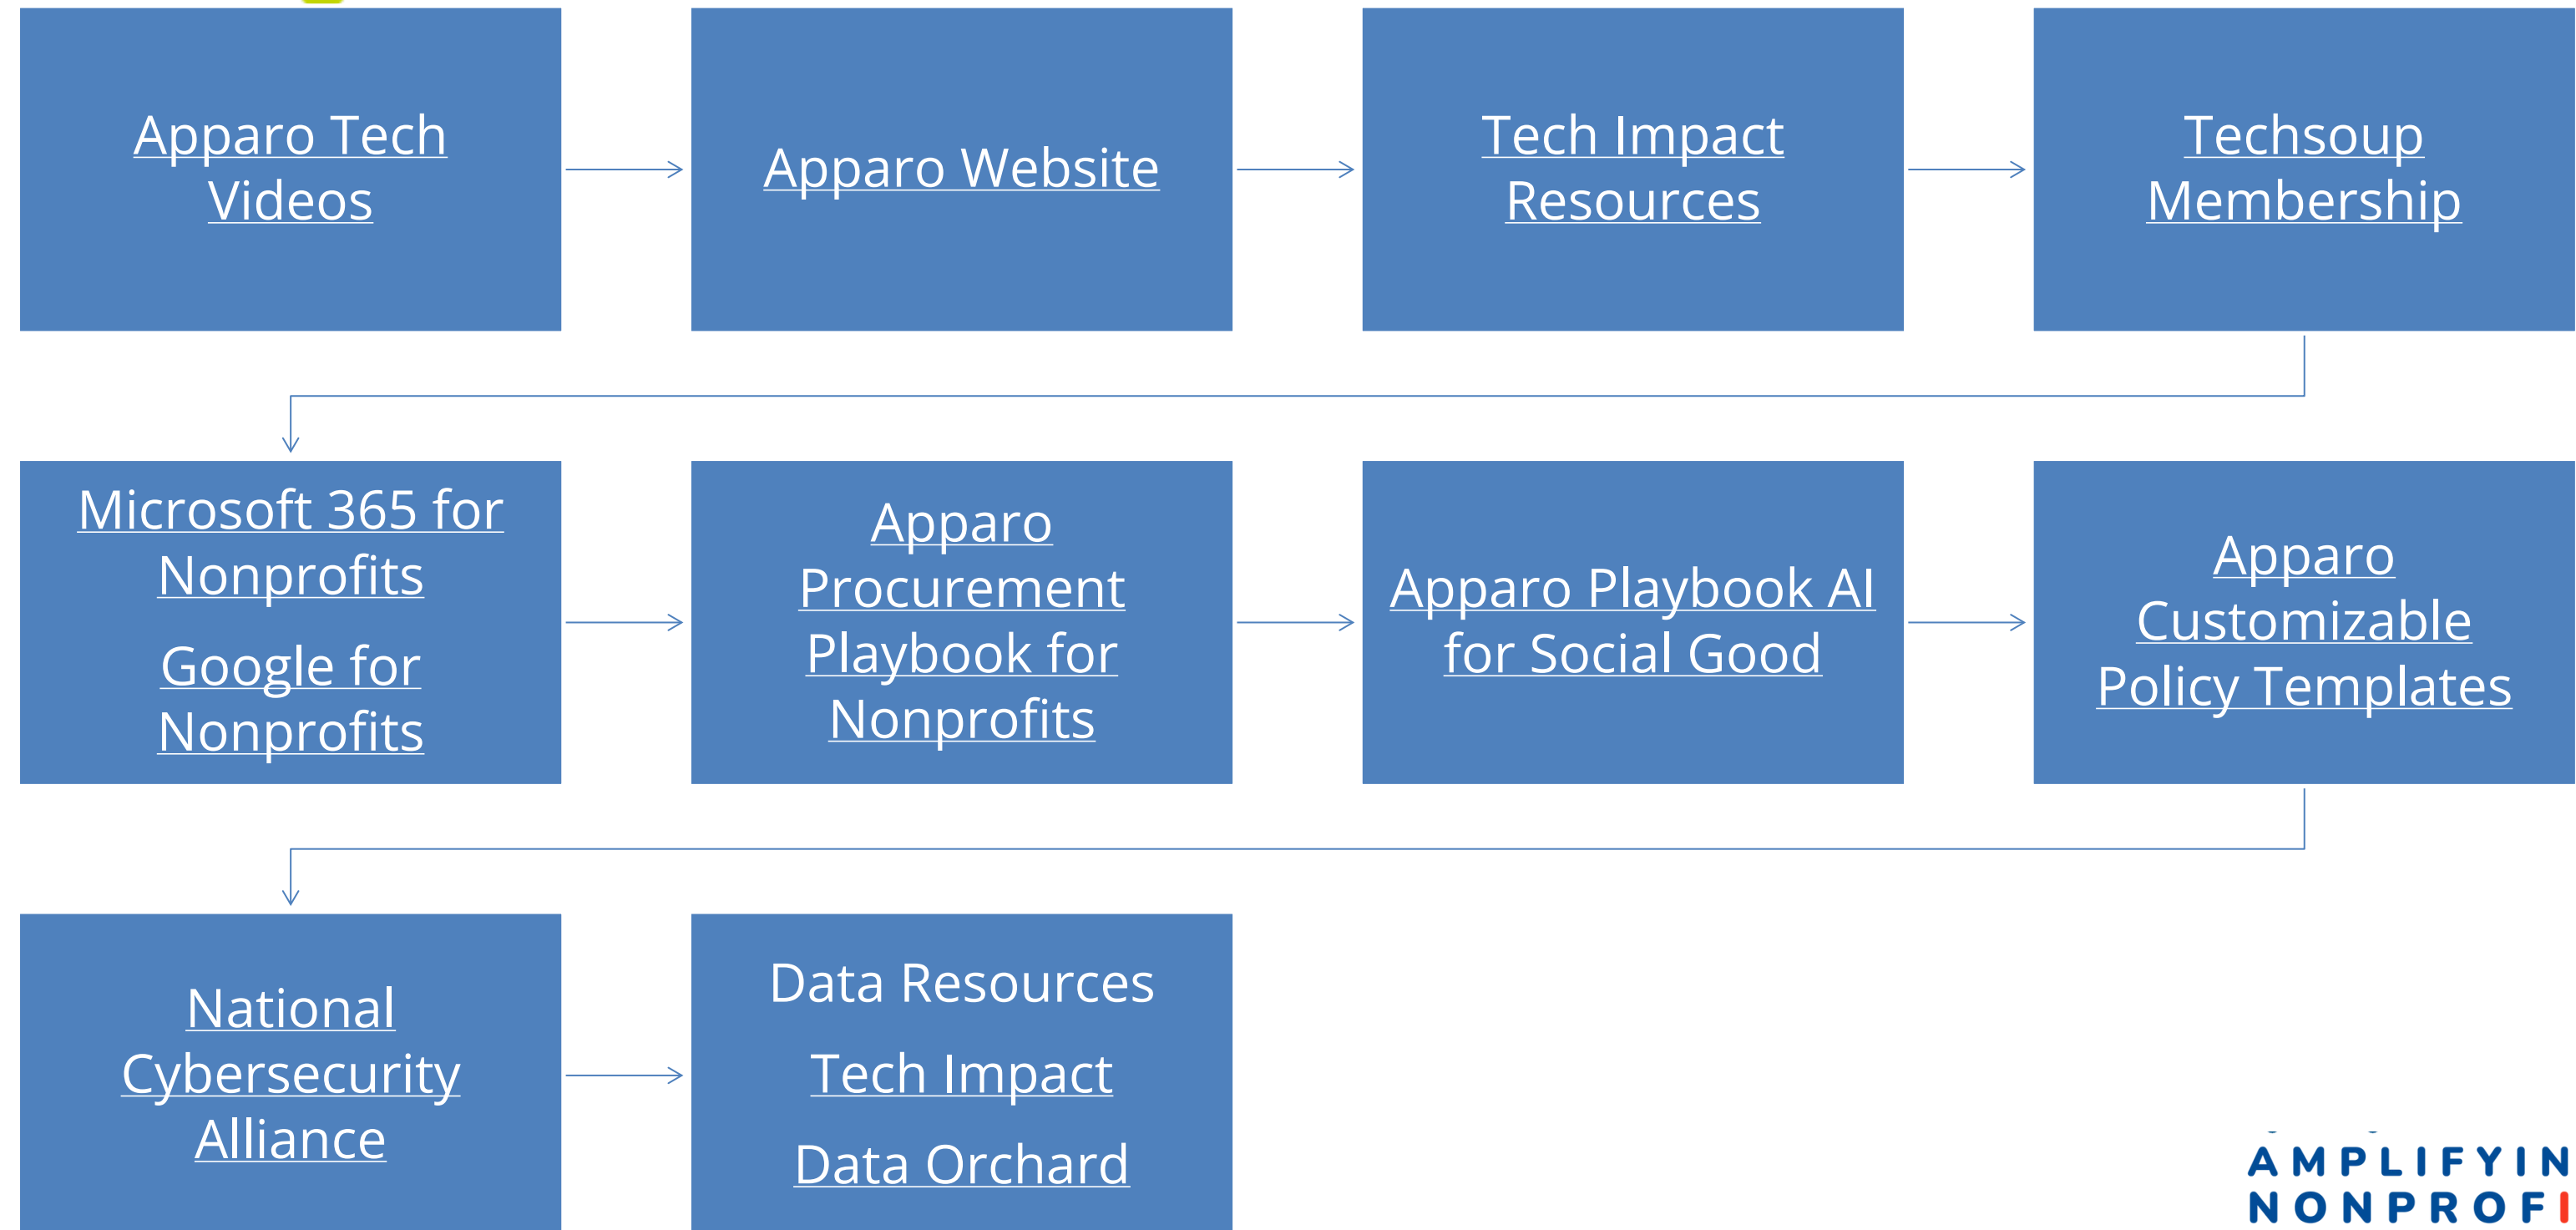 Apparo Tech
Videos
Apparo Website
Tech Impact
Resources
Techsoup
Membership
Microsoft 365 for
Nonprofits
Google for
Nonprofits
Apparo
Procurement
Playbook for
Nonprofits
Apparo Playbook AI
for Social Good
Apparo
Customizable
Policy Templates
National
Cybersecurity
Alliance
Data Resources
Tech Impact
Data Orchard
AMPLIFYIN
NONPROFI